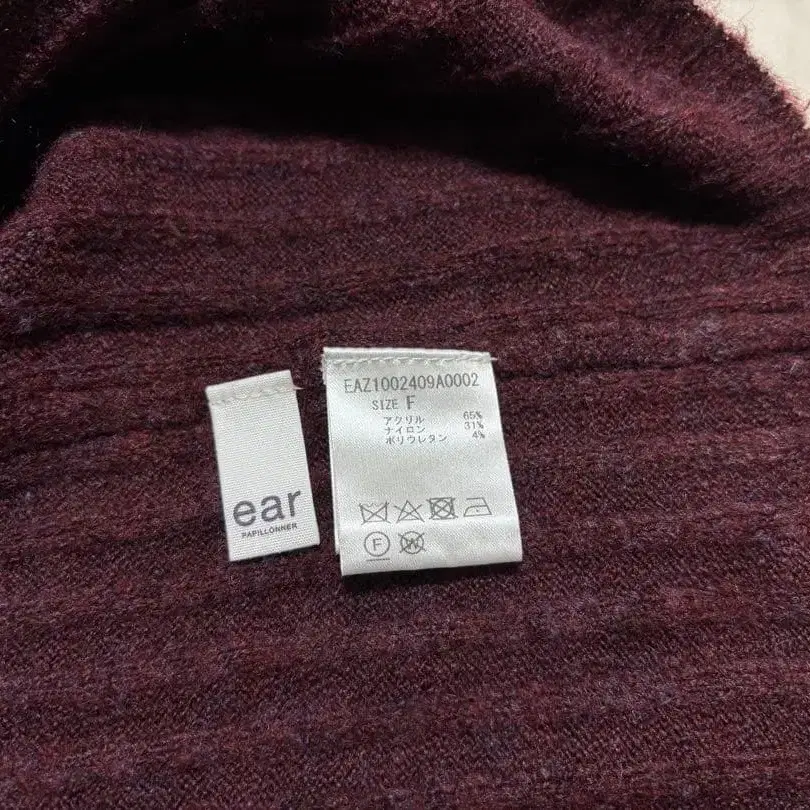 ear
PAPILLONNER
EAZ1002409A0002
SIZE F
アクリル 65%
ナイロン 31%
ポリウレタン 4%
F
W